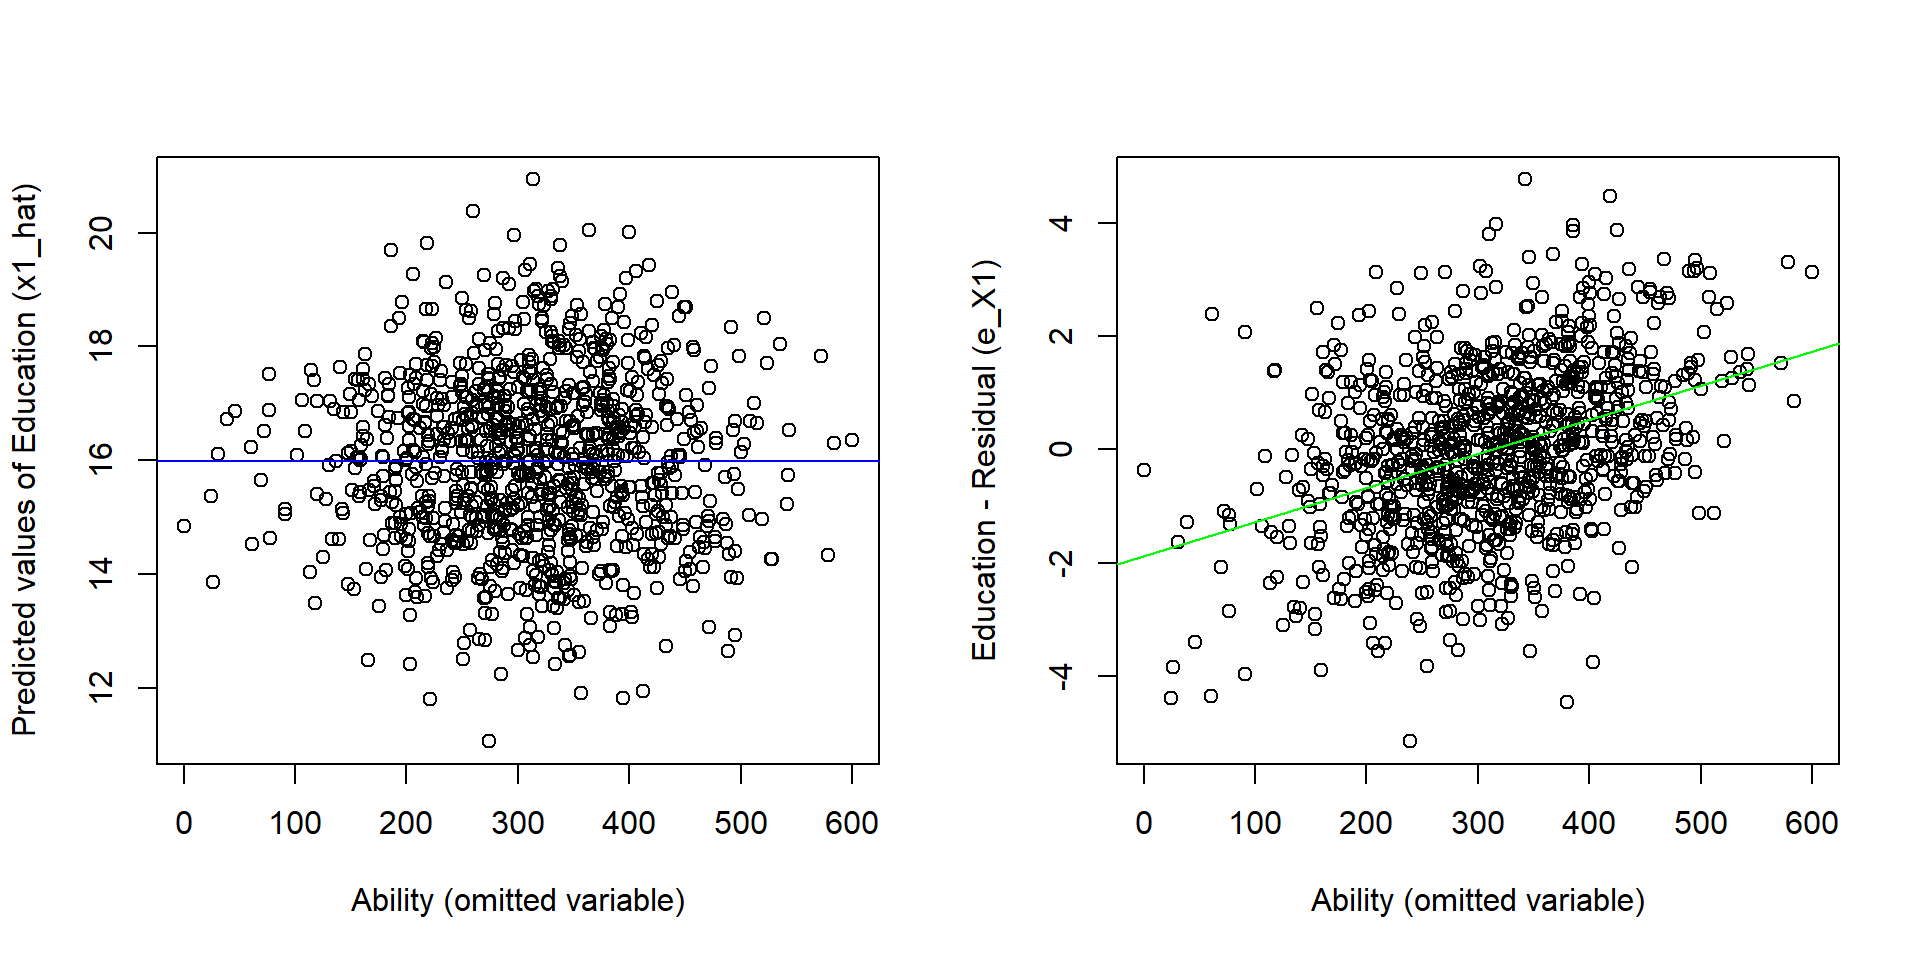 Predicted values of Education (x1_hat)
20
18
16
14
12
0 100 200 300 400 500 600
Ability (omitted variable)
Education - Residual (e_X1)
4
2
0
-2
-4
0 100 200 300 400 500 600
Ability (omitted variable)